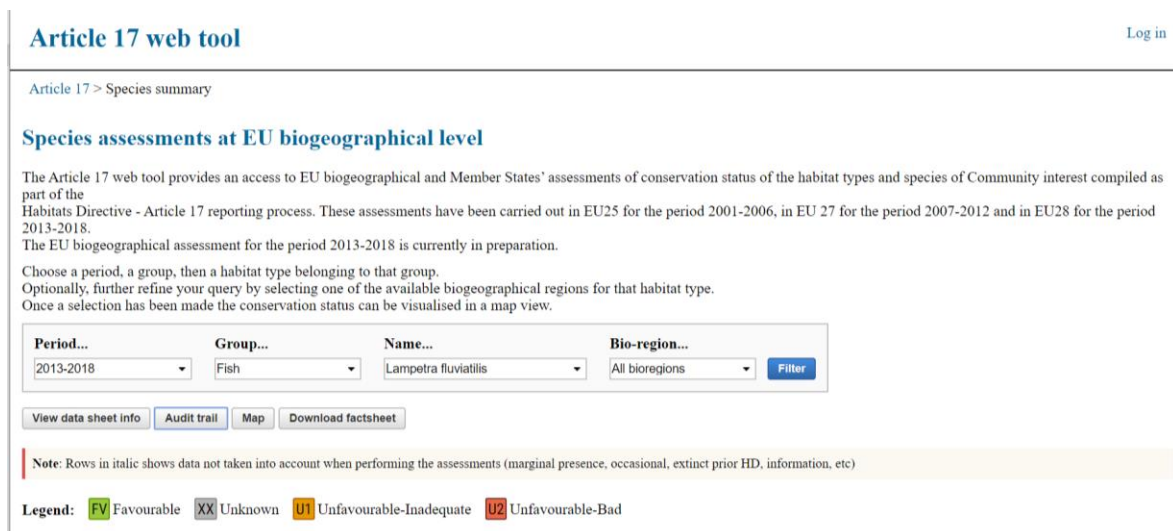 Article 17 web tool
Log in
Article 17 > Species summary
Species assessments at EU biogeographical level
The Article 17 web tool provides an access to EU biogeographical and Member States' assessments of conservation status of the habitat types and species of Community interest compiled as
part of the
Habitats Directive - Article 17 reporting process. These assessments have been carried out in EU25 for the period 2001-2006, in EU 27 for the period 2007-2012 and in EU28 for the period
2013-2018.
The EU biogeographical assessment for the period 2013-2018 is currently in preparation.
Choose a period, a group, then a habitat type belonging to that group.
Optionally, further refine your query by selecting one of the available biogeographical regions for that habitat type.
Once a selection has been made the conservation status can be visualised in a map view.
Period... Group... Name... Bio-region...
2013-2018 Fish Lampetra fluviatilis All bioregions Filter
View data sheet info Audit trail Map Download factsheet
Note: Rows in italic shows data not taken into account when performing the assessments (marginal presence, occasional, extinct prior HD, information, etc)
Legend: FV Favourable XX Unknown U1 Unfavourable-Inadequate U2 Unfavourable-Bad